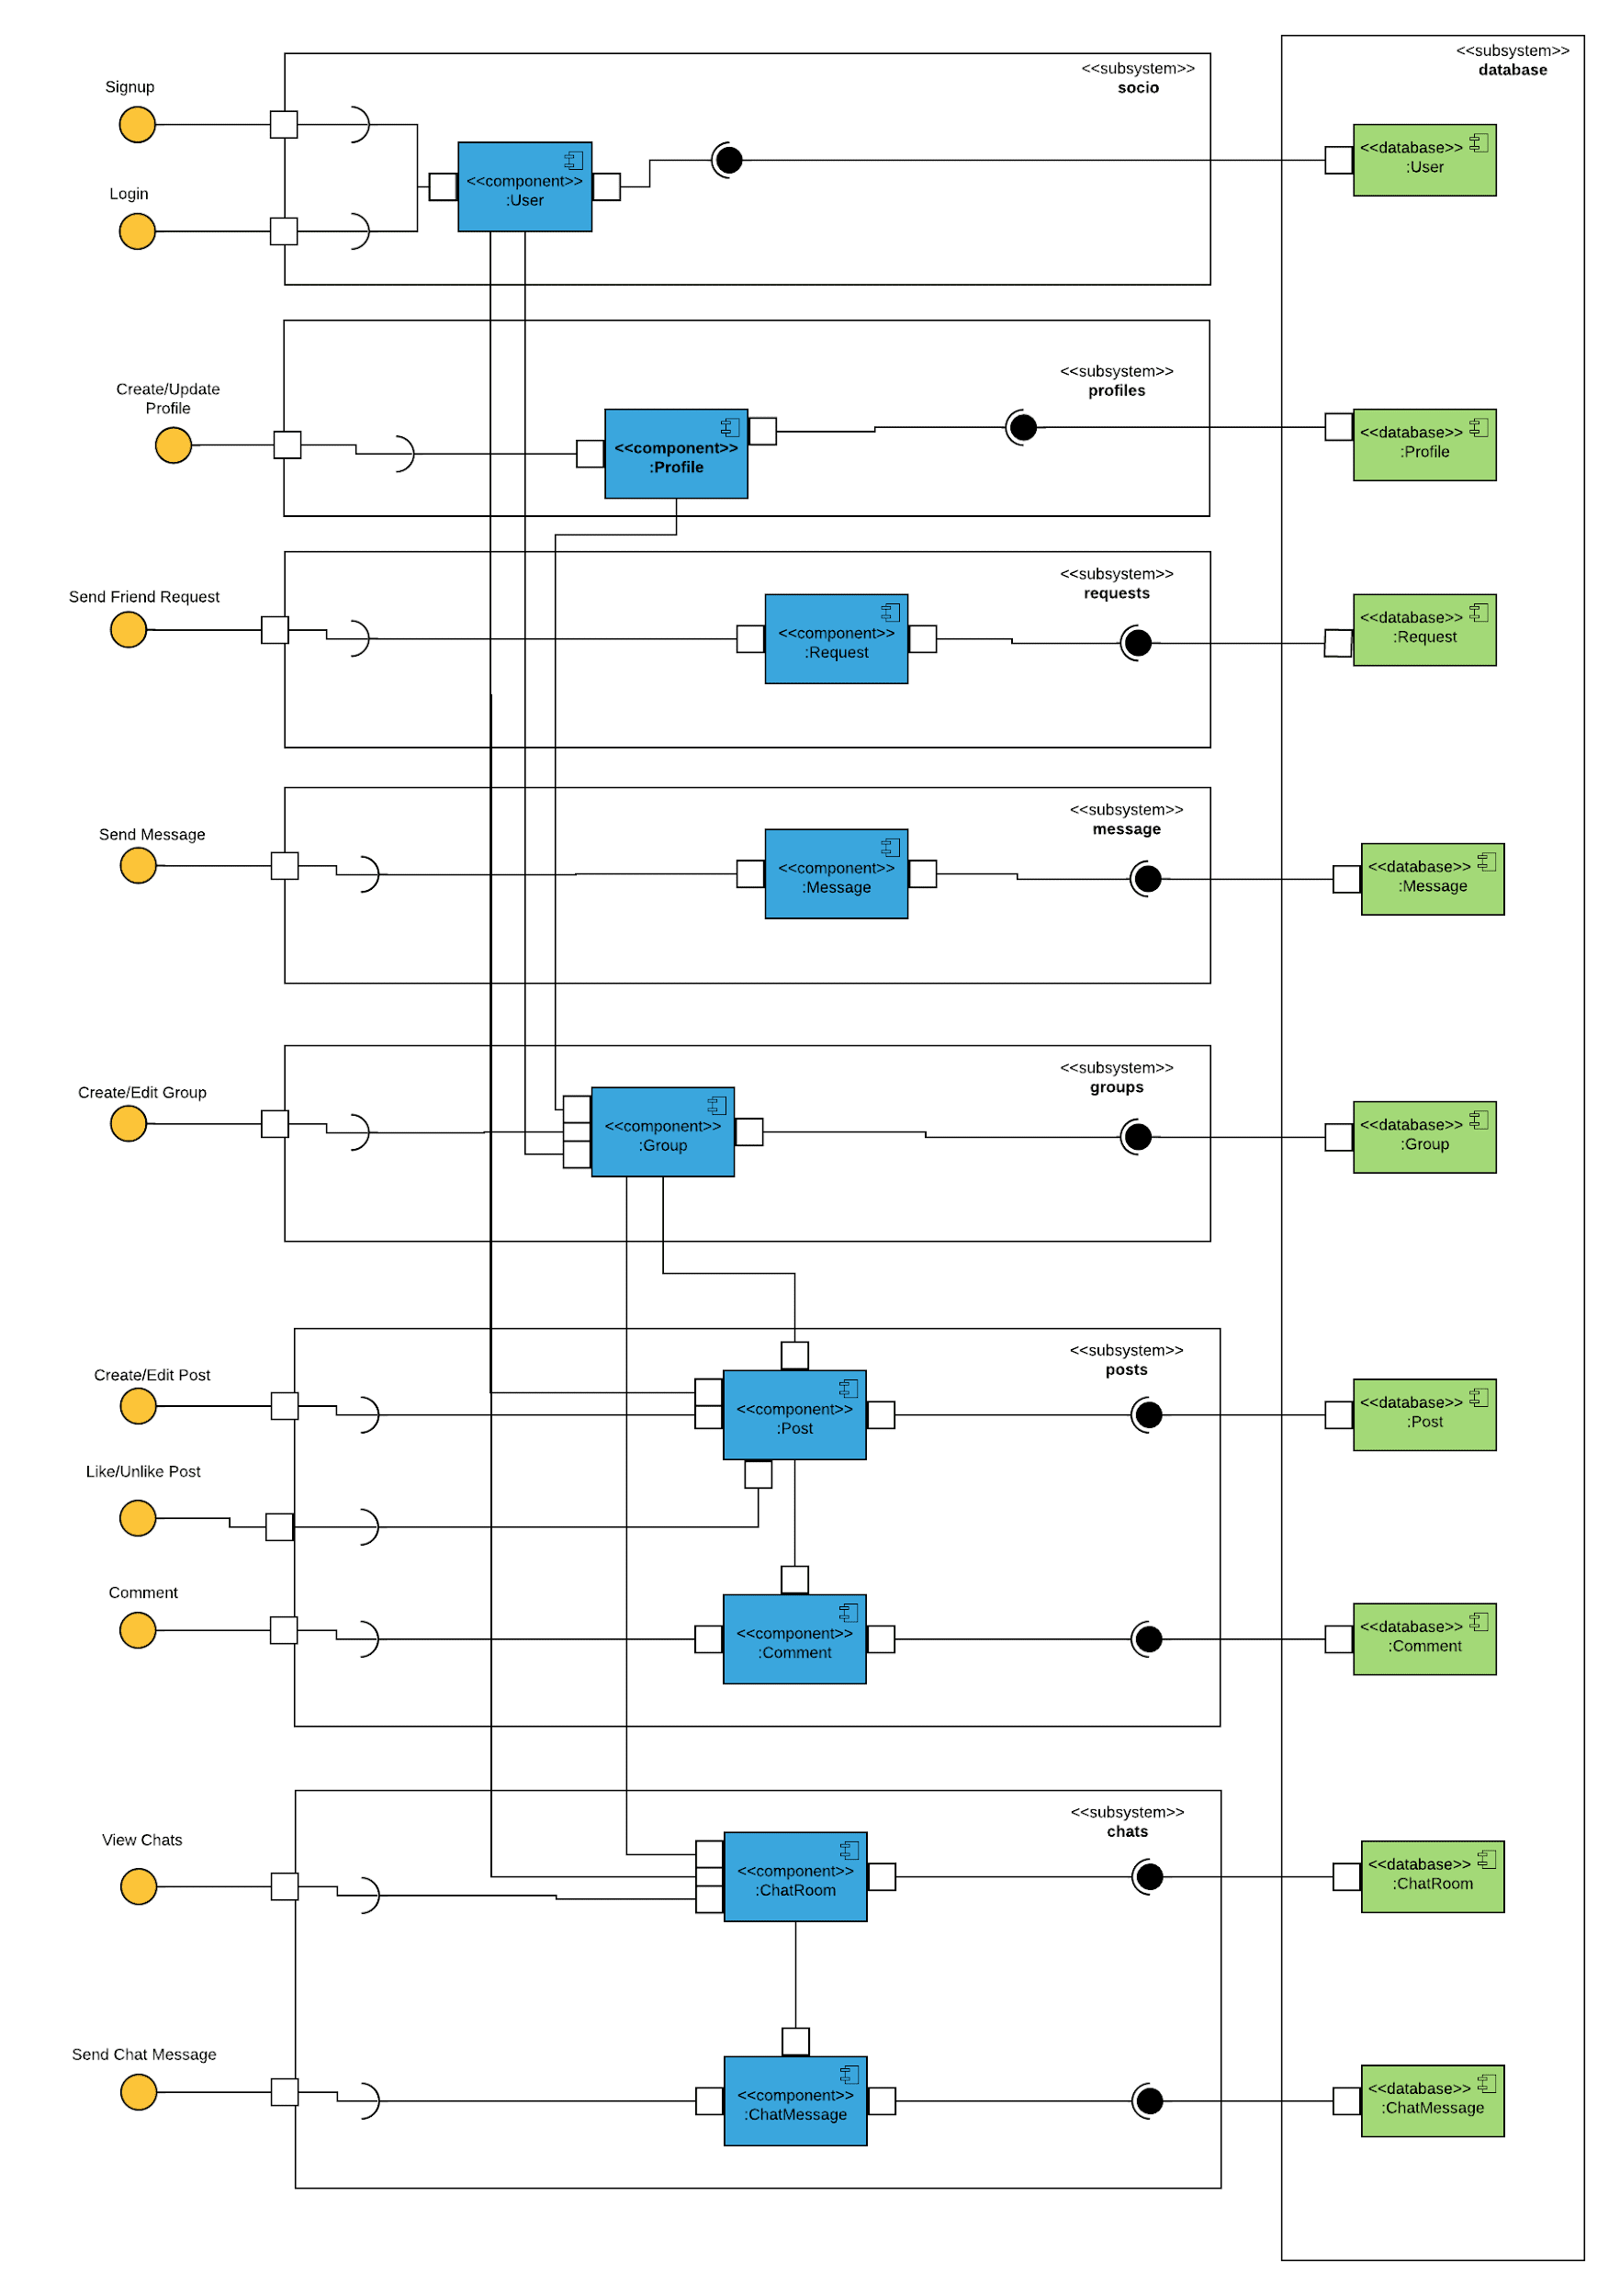 <<subsystem>>
database
<<subsystem>>
socio
Signup
Login
<<component>>
:User
<<database>>
:User
<<subsystem>>
profiles
Create/Update
Profile
<<component>>
:Profile
<<database>>
:Profile
<<subsystem>>
requests
Send Friend Request
<<component>>
:Request
<<database>>
:Request
<<subsystem>>
message
Send Message
<<component>>
:Message
<<database>>
:Message
<<subsystem>>
groups
Create/Edit Group
<<component>>
:Group
<<database>>
:Group
<<subsystem>>
posts
Create/Edit Post
<<component>>
:Post
<<database>>
:Post
Like/Unlike Post
Comment
<<component>>
:Comment
<<database>>
:Comment
<<subsystem>>
chats
View Chats
<<component>>
:ChatRoom
<<database>>
:ChatRoom
Send Chat Message
<<component>>
:ChatMessage
<<database>>
:ChatMessage